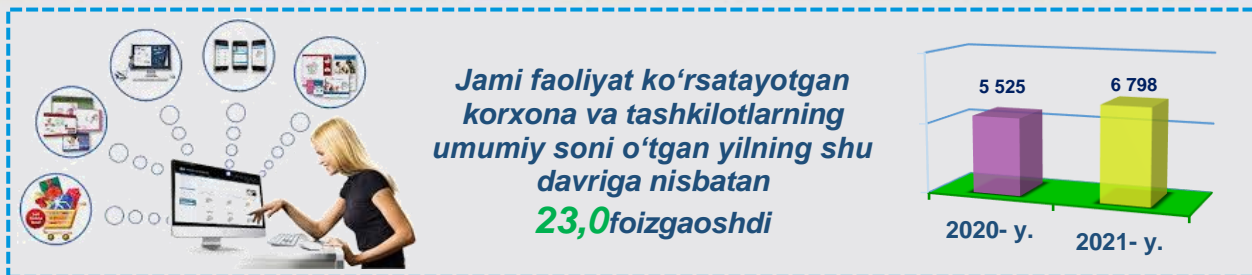 Jami faoliyat ko‘rsatayotgan
korxona va tashkilotlarning
umumiy soni o‘tgan yilning shu
davriga nisbatan
23,0foizgaoshdi
5 525
6 798
2020- y.
2021- y.